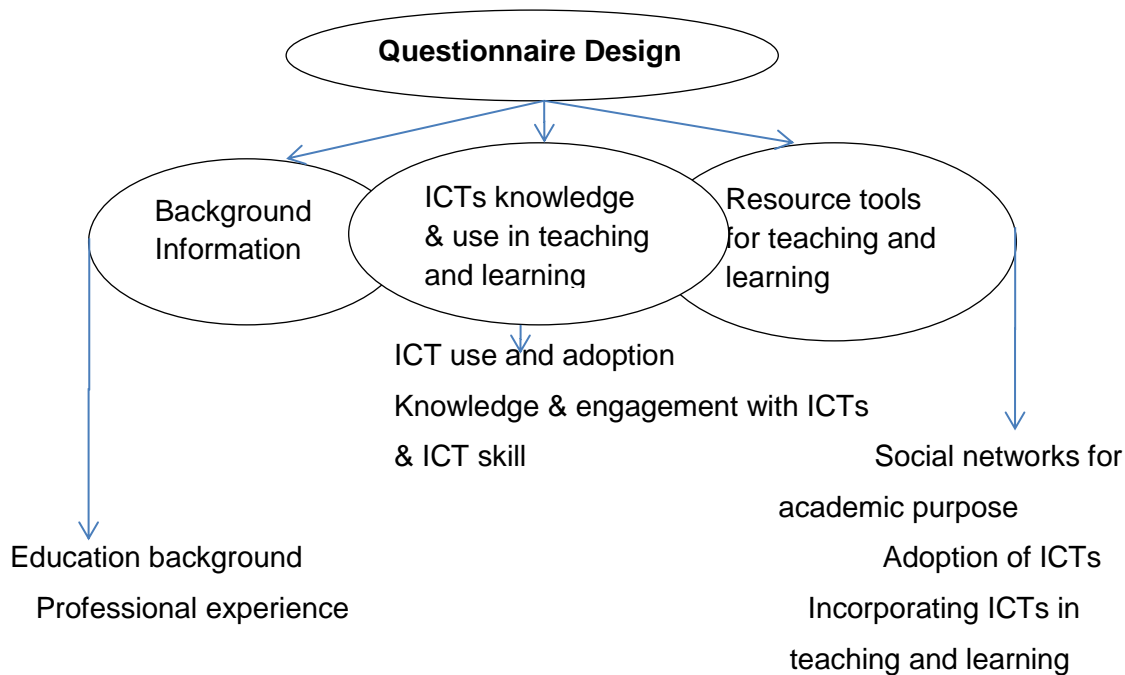 Questionnaire Design
Background
Information
ICTs knowledge
& use in teaching
and learning
Resource tools
for teaching and
learning
ICT use and adoption
Knowledge & engagement with ICTs
& ICT skill
Social networks for
academic purpose
Adoption of ICTs
Incorporating ICTs in
teaching and learning
Education background
Professional experience